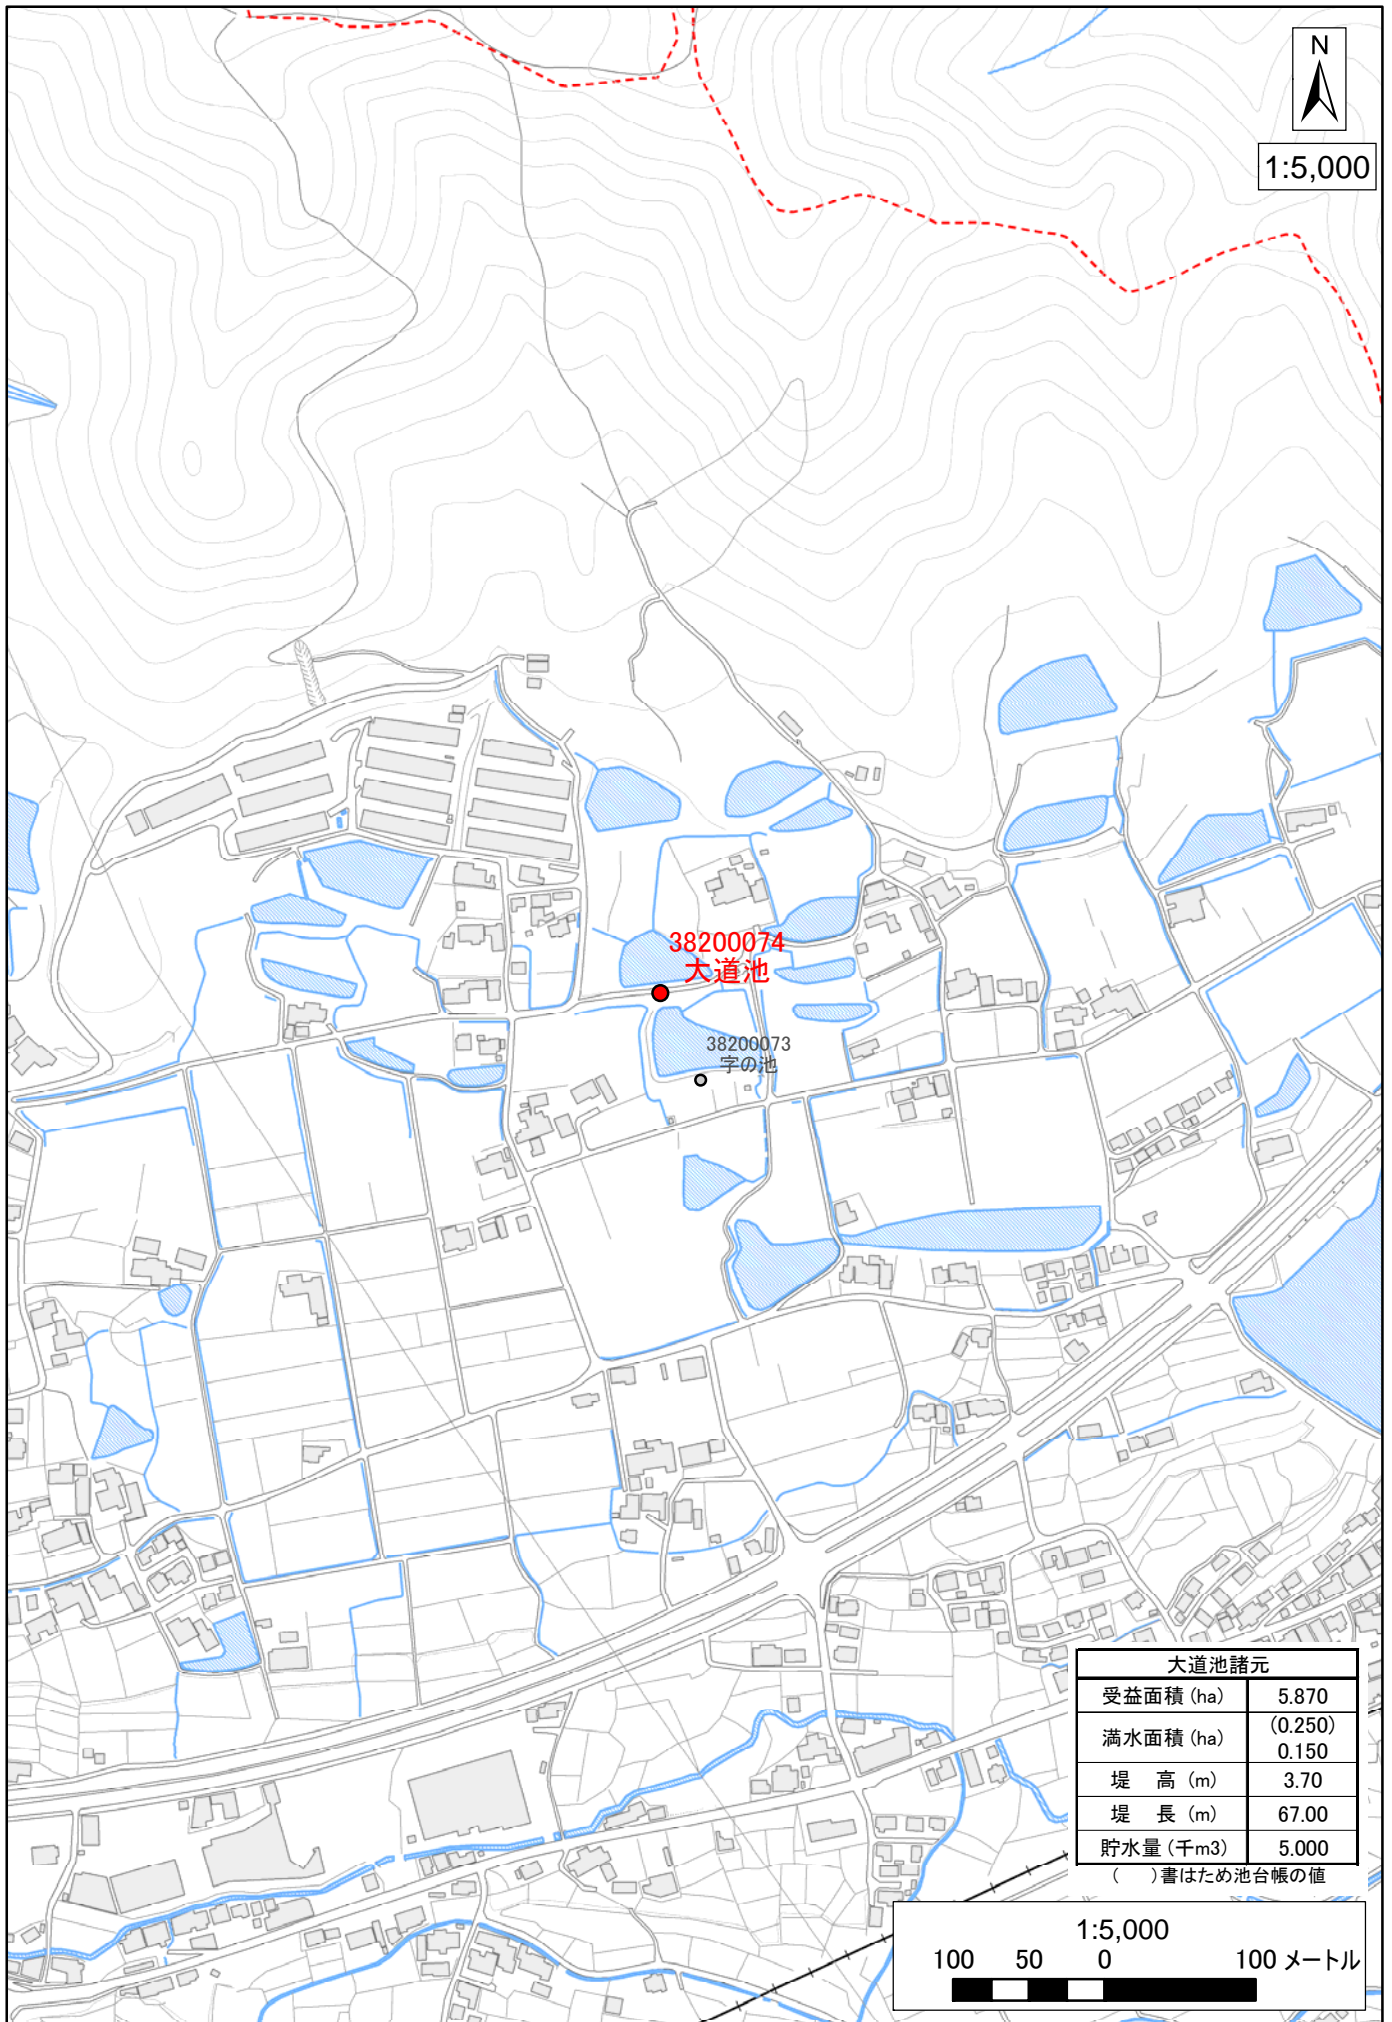 N
1:5,000
38200074
大道池
38200073
字の池
大道池諸元
受益面積 (ha) 5.870
満水面積 (ha) (0.250)
0.150
堤 高 (m) 3.70
堤 長 (m) 67.00
貯水量 (千m3) 5.000
( )書はため池台帳の値
1:5,000
100 50 0 100 メートル